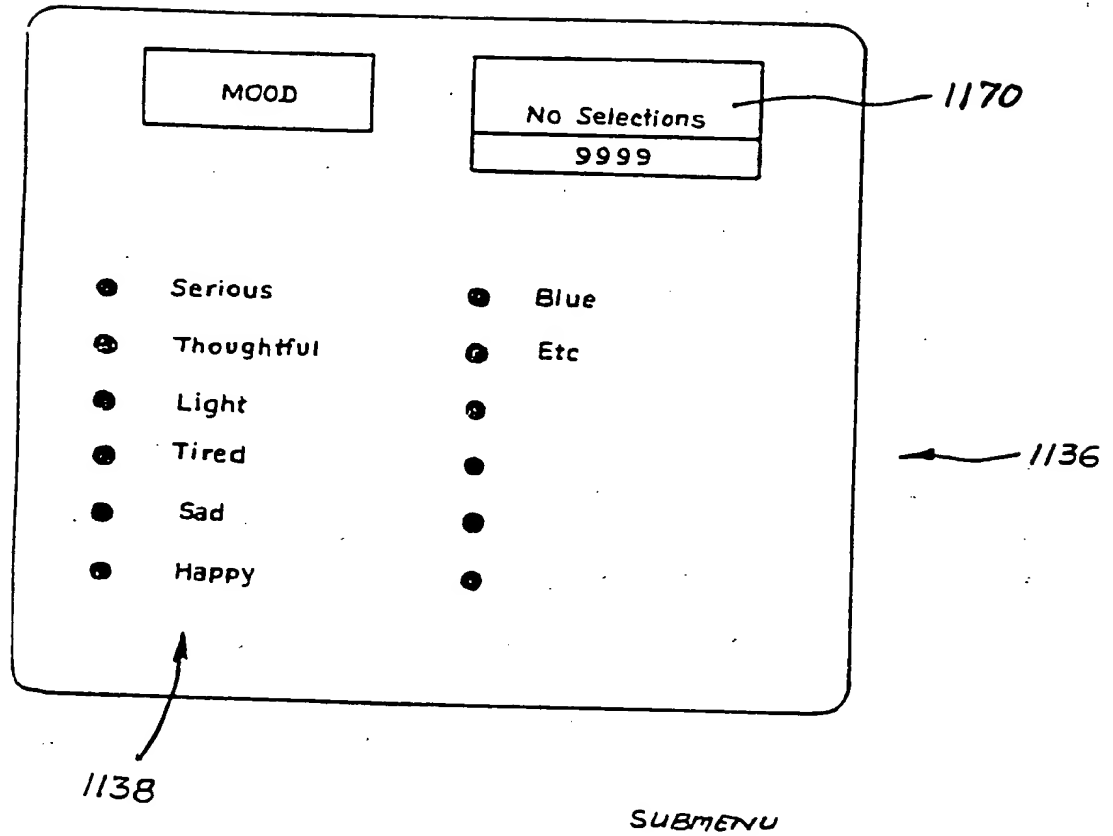 MOOD
No Selections
9999
1170
Serious
Thoughtful
Light
Tired
Sad
Happy
Blue
Etc
1136
1138
SUBMENU